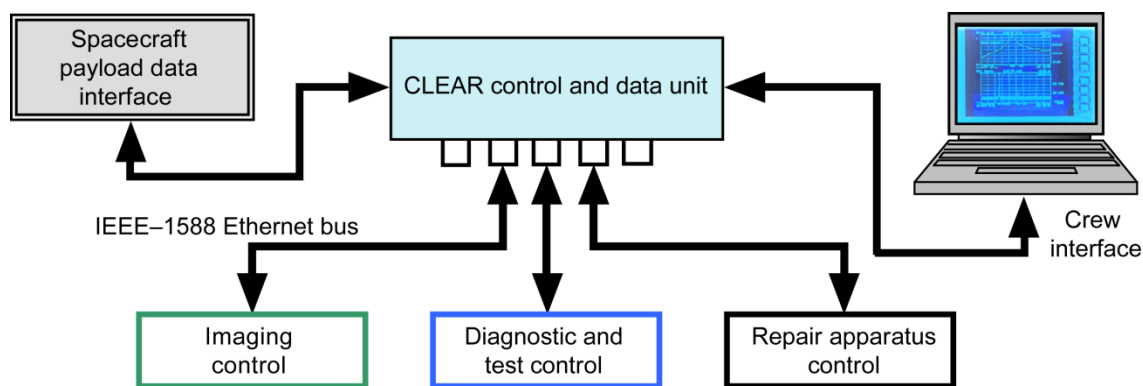 Spacecraft
payload data
interface
CLEAR control and data unit
IEEE–1588 Ethernet bus
Crew
interface
Imaging
control
Diagnostic and
test control
Repair apparatus
control